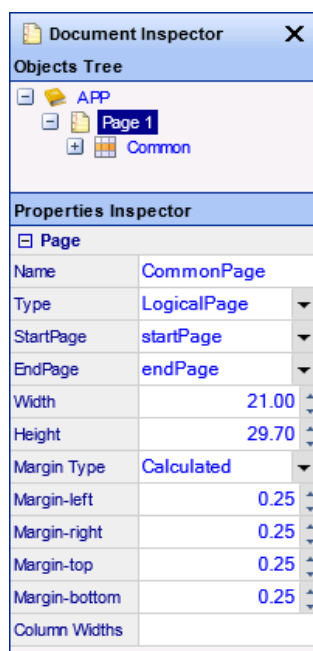 Document Inspector
Objects Tree
APP
Page 1
Common
Properties Inspector
Page
Name CommonPage
Type LogicalPage
StartPage startPage
EndPage endPage
Width 21.00
Height 29.70
Margin Type Calculated
Margin-left 0.25
Margin-right 0.25
Margin-top 0.25
Margin-bottom 0.25
Column Widths